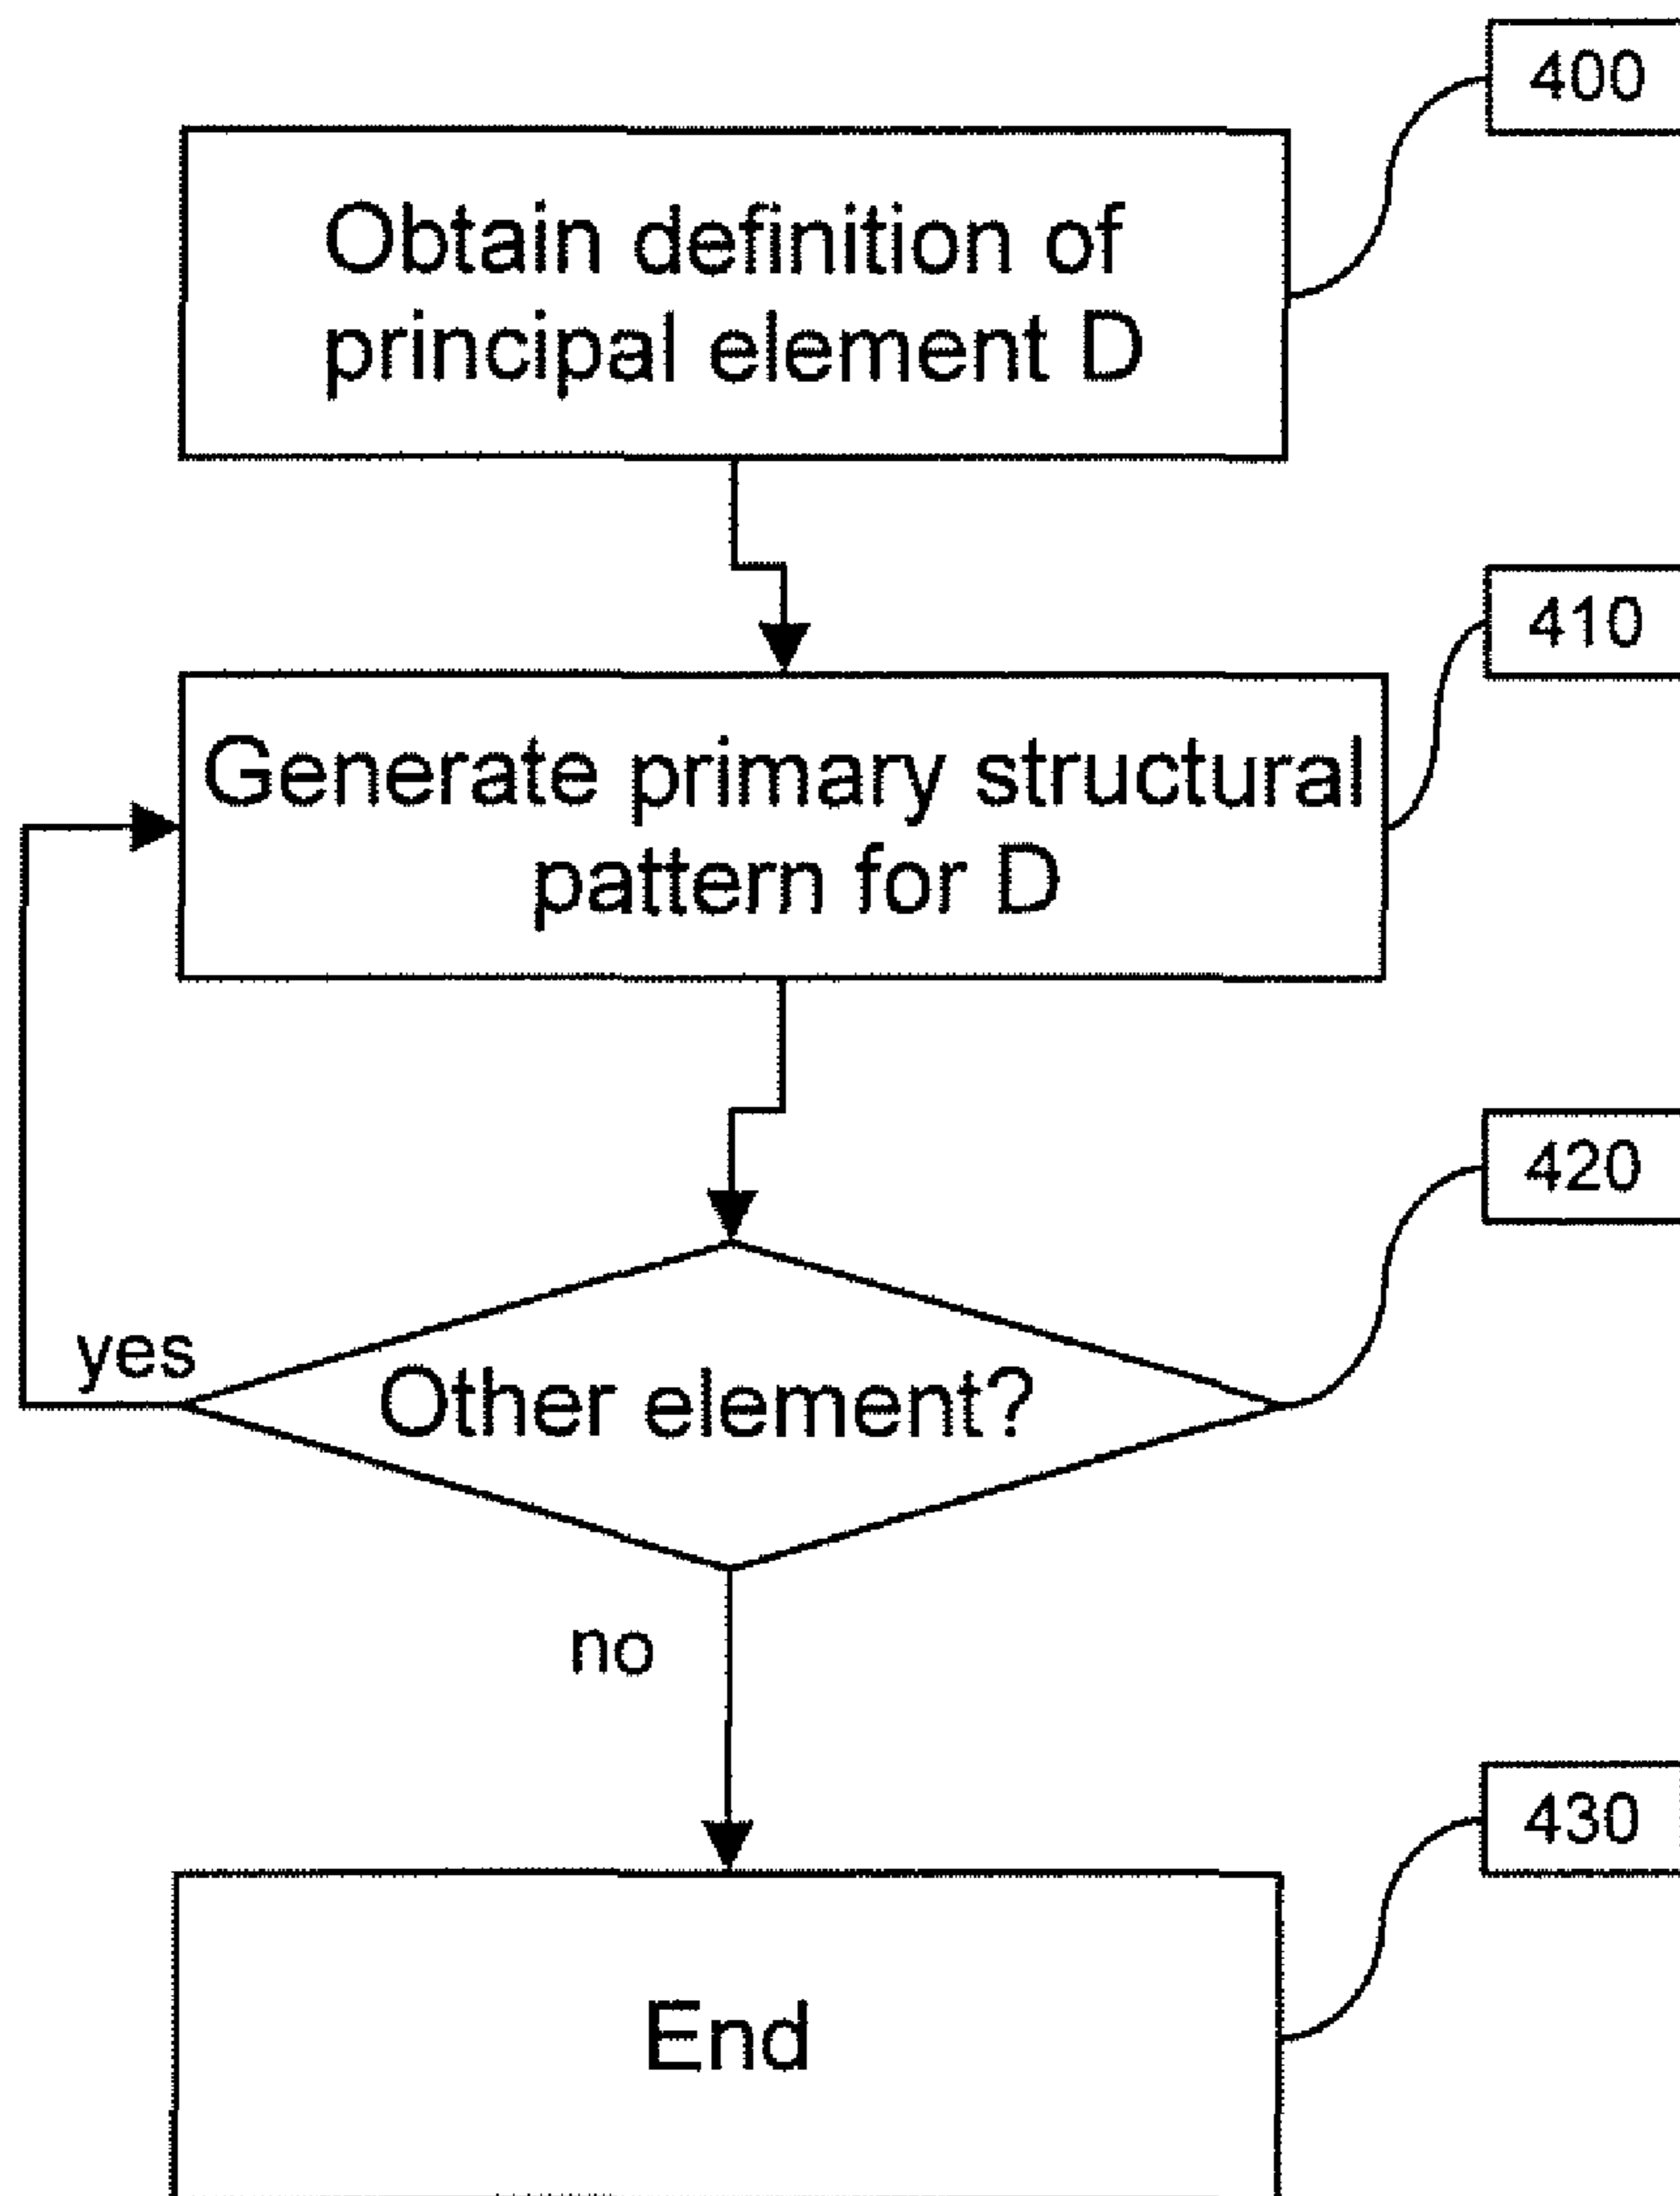 400
Obtain definition of
principal element D
410
Generate primary structural
pattern for D
420
yes
Other element?
no
430
End